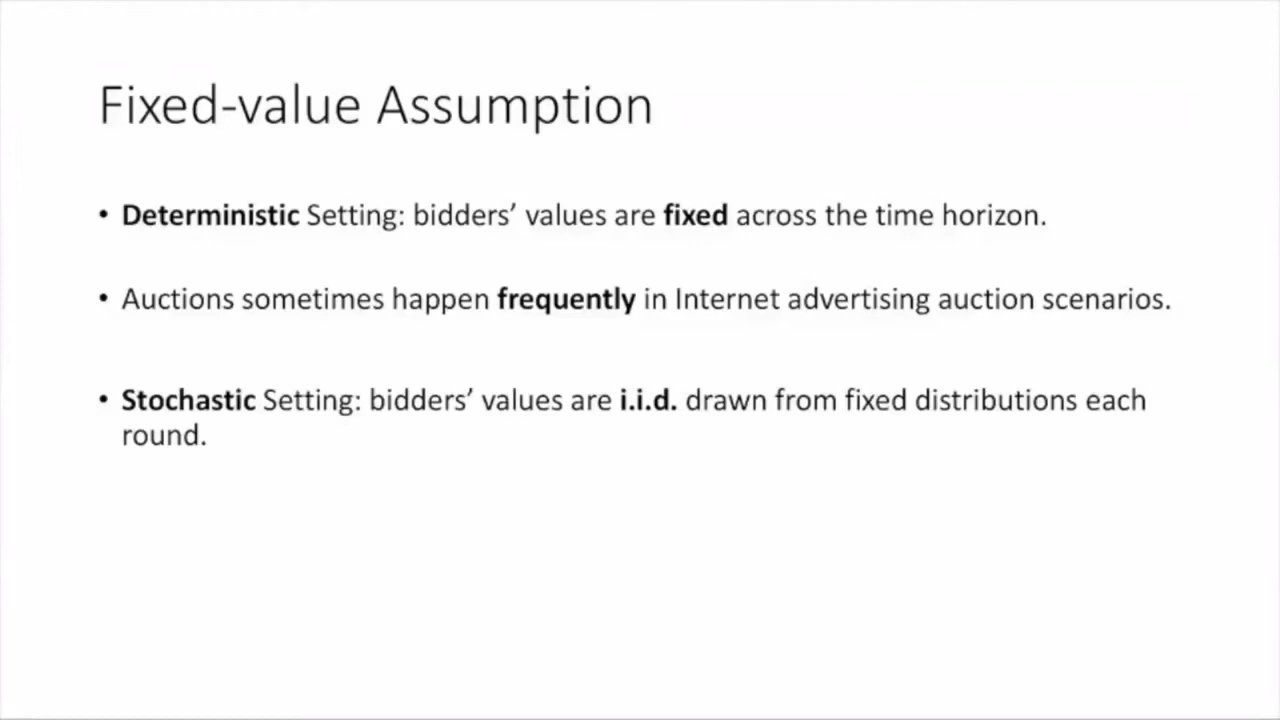 Fixed-value Assumption
• Deterministic Setting: bidders’ values are fixed across the time horizon.
• Auctions sometimes happen frequently in Internet advertising auction scenarios.
• Stochastic Setting: bidders’ values are i.i.d. drawn from fixed distributions each
round.